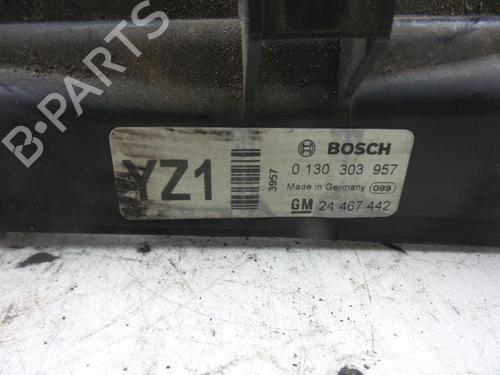 B PARTS
YZ1
3957
BOSCH
0 130 303 957
Made in Germany 089
GM 24 467 442